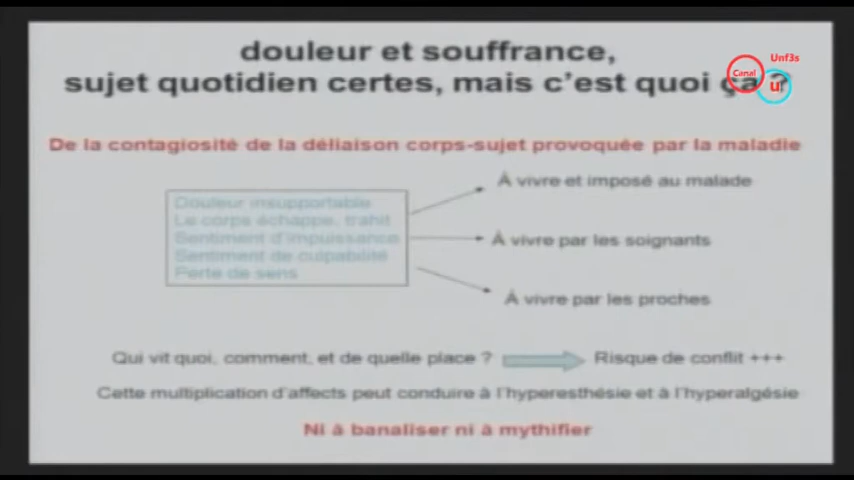 douleur et souffrance,
sujet quotidien certes, mais c'est quoi ça ?
Unf3s
Canal
u
De la contagiosité de la déliaison corps-sujet provoquée par la maladie
À vivre et imposé au malade
Douleur insupportable
Le corps échappe, trahit
Sentiment d'impuissance
À vivre par les soignants
Sentiment de culpabilité
Perte de sens
À vivre par les proches
Qui vit quoi, comment, et de quelle place ? Risque de conflit +++
Cette multiplication d'affects peut conduire à l'hyperesthésie et à l'hyperalgésie
Ni à banaliser ni à mythifier